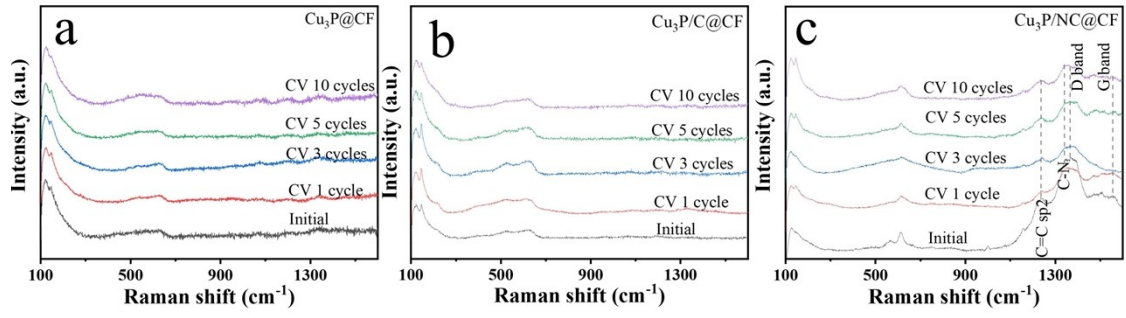 a
Cu₃P@CF
Intensity (a.u.)
CV 10 cycles
CV 5 cycles
CV 3 cycles
CV 1 cycle
Initial
100 500 900 1300
Raman shift (cm⁻¹)
b
Cu₃P/C@CF
Intensity (a.u.)
CV 10 cycles
CV 5 cycles
CV 3 cycles
CV 1 cycle
Initial
100 500 900 1300
Raman shift (cm⁻¹)
c
Cu₃P/NC@CF
Intensity (a.u.)
D band
G band
CV 10 cycles
CV 5 cycles
CV 3 cycles
C-N
CV 1 cycle
C=C sp2
Initial
100 500 900 1300
Raman shift (cm⁻¹)